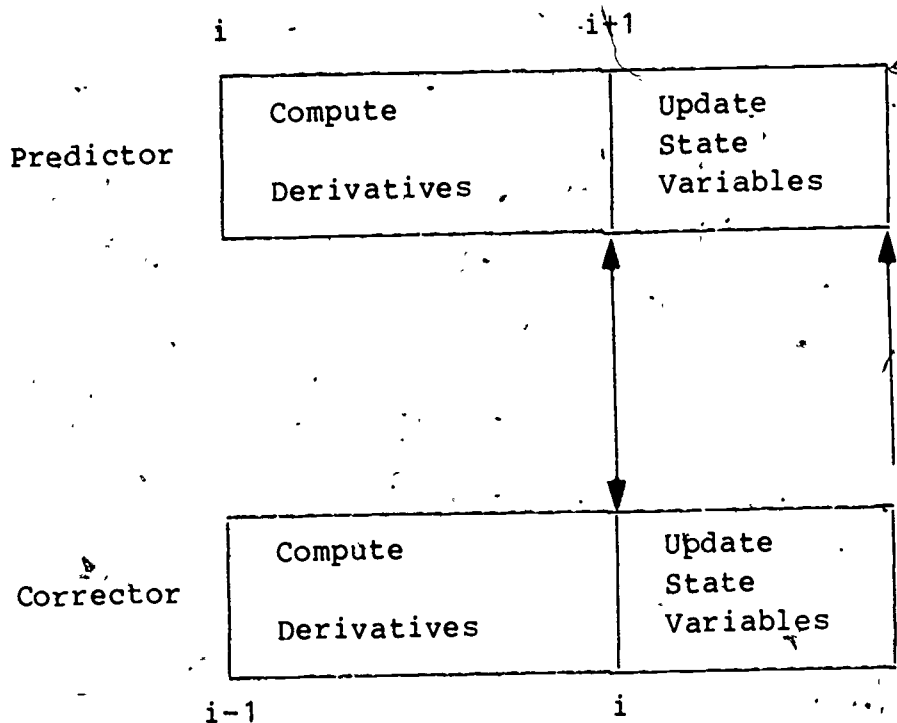 i
i+1
Predictor
Compute
Derivatives
Update
State
Variables
Corrector
Compute
Derivatives
Update
State
Variables
i-1
i